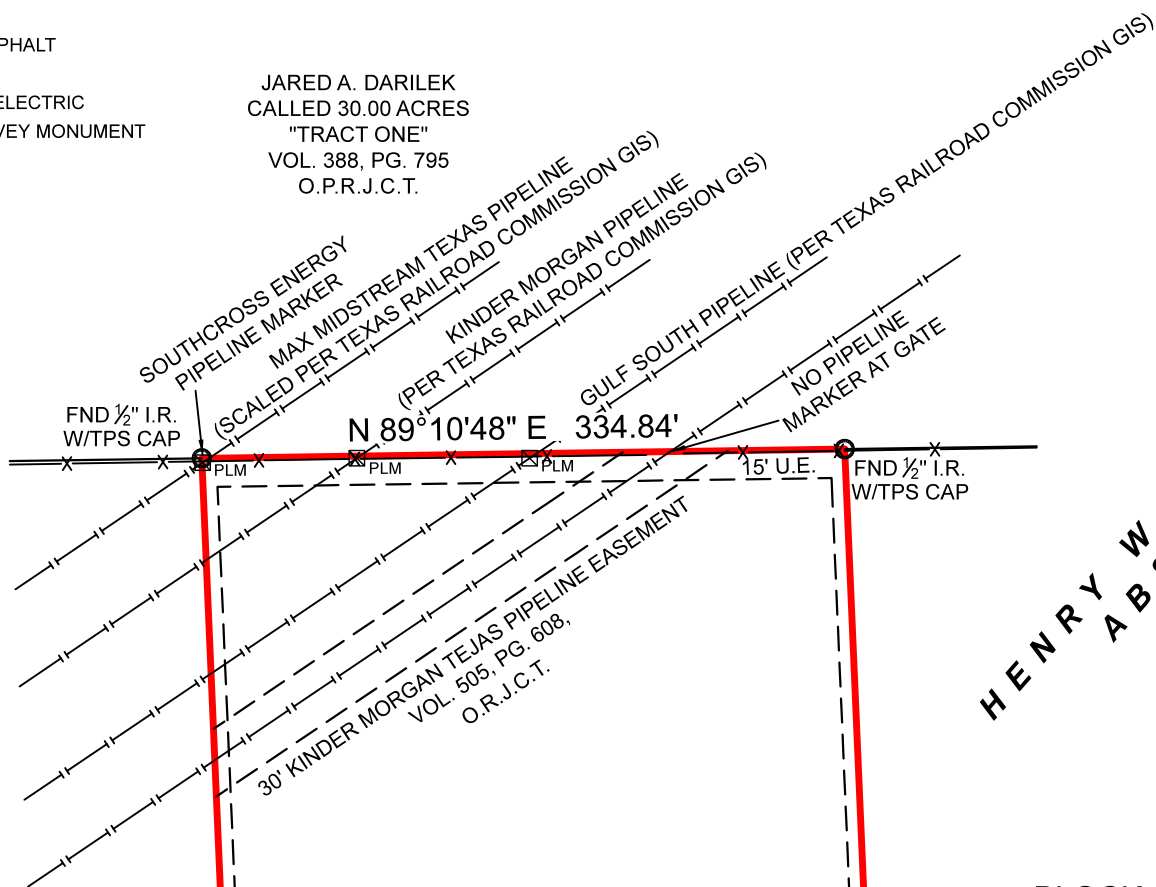 PHALT
ELECTRIC
VEY MONUMENT
JARED A. DARILEK
CALLED 30.00 ACRES
"TRACT ONE"
VOL. 388, PG. 795
O.P.R.J.C.T.
SOUTHCROSS ENERGY
PIPELINE MARKER
MAX MIDSTREAM TEXAS PIPELINE
(SCALED PER TEXAS RAILROAD COMMISSION GIS)
KINDER MORGAN PIPELINE
(PER TEXAS RAILROAD COMMISSION GIS)
GULF SOUTH PIPELINE (PER TEXAS RAILROAD COMMISSION GIS)
NO PIPELINE
MARKER AT GATE
FND ½" I.R.
W/TPS CAP
N 89°10'48" E 334.84'
PLM
PLM
PLM
15' U.E.
FND ½" I.R.
W/TPS CAP
30' KINDER MORGAN TEJAS PIPELINE EASEMENT
VOL. 505, PG. 608,
O.R.J.C.T.
HENRY W
AB